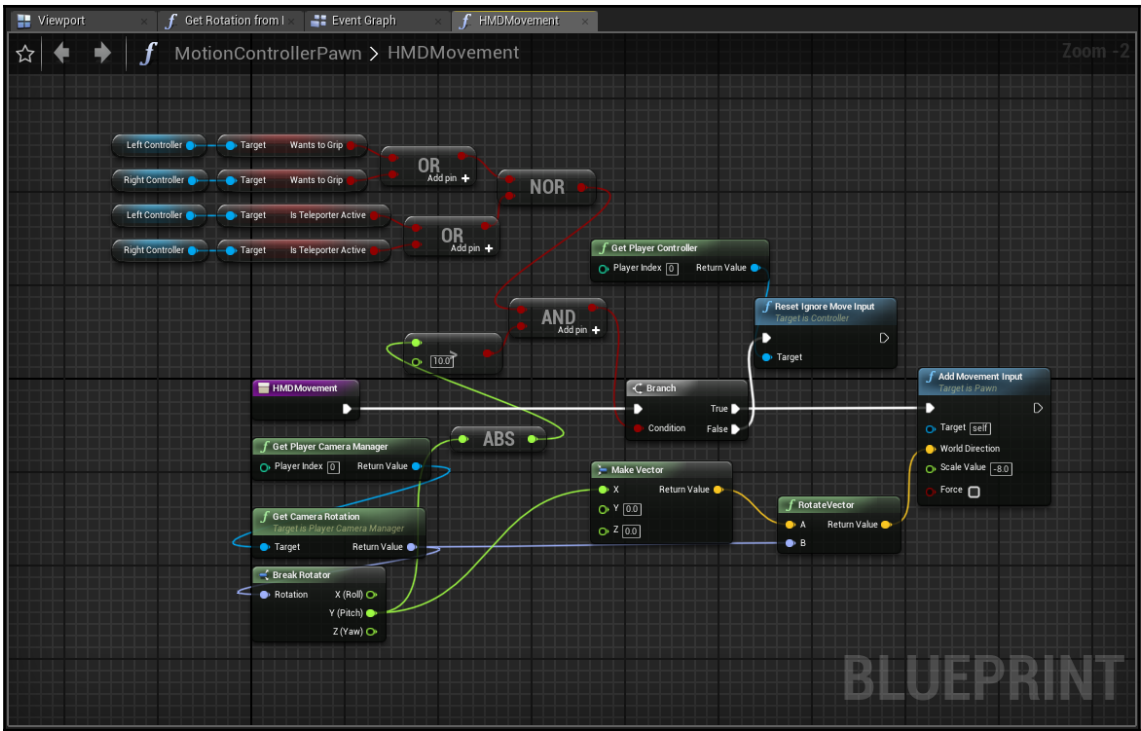 Viewport
Get Rotation from I
Event Graph
HMDMovement
MotionControllerPawn > HMDMovement
Zoom -2
Left Controller
Target Wants to Grip
Right Controller
Target Wants to Grip
OR
Add pin +
NOR
Left Controller
Target Is Teleporter Active
Right Controller
Target Is Teleporter Active
OR
Add pin +
Get Player Controller
Player Index 0 Return Value
AND
Add pin +
Reset Ignore Move Input
Target is Controller
Target
>
10.0
HMDMovement
Branch
True
Condition False
Add Movement Input
Target is Pawn
Target self
World Direction
Scale Value -8.0
Force
ABS
Get Player Camera Manager
Player Index 0 Return Value
Make Vector
X Return Value
Y 0.0
Z 0.0
Get Camera Rotation
Target is Player Camera Manager
Target Return Value
RotateVector
A Return Value
B
Break Rotator
Rotation X (Roll)
Y (Pitch)
Z (Yaw)
BLUEPRINT